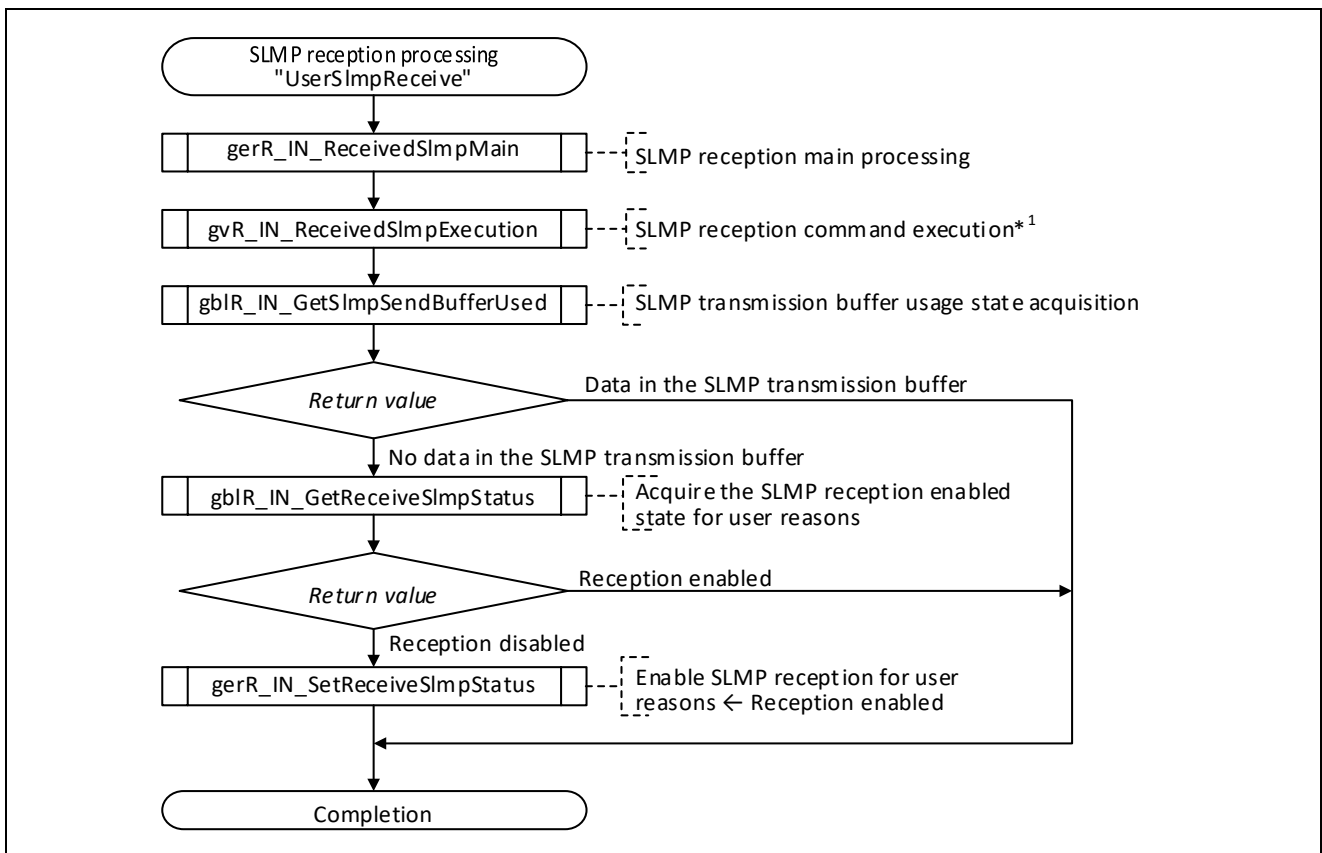 SLMP reception processing
"UserSlmpReceive"
gerR_IN_ReceivedSlmpMain
SLMP reception main processing
gvR_IN_ReceivedSlmpExecution
SLMP reception command execution*1
gblR_IN_GetSlmpSendBufferUsed
SLMP transmission buffer usage state acquisition
Return value
Data in the SLMP transmission buffer
No data in the SLMP transmission buffer
gblR_IN_GetReceiveSlmpStatus
Acquire the SLMP reception enabled
state for user reasons
Return value
Reception enabled
Reception disabled
gerR_IN_SetReceiveSlmpStatus
Enable SLMP reception for user
reasons ← Reception enabled
Completion